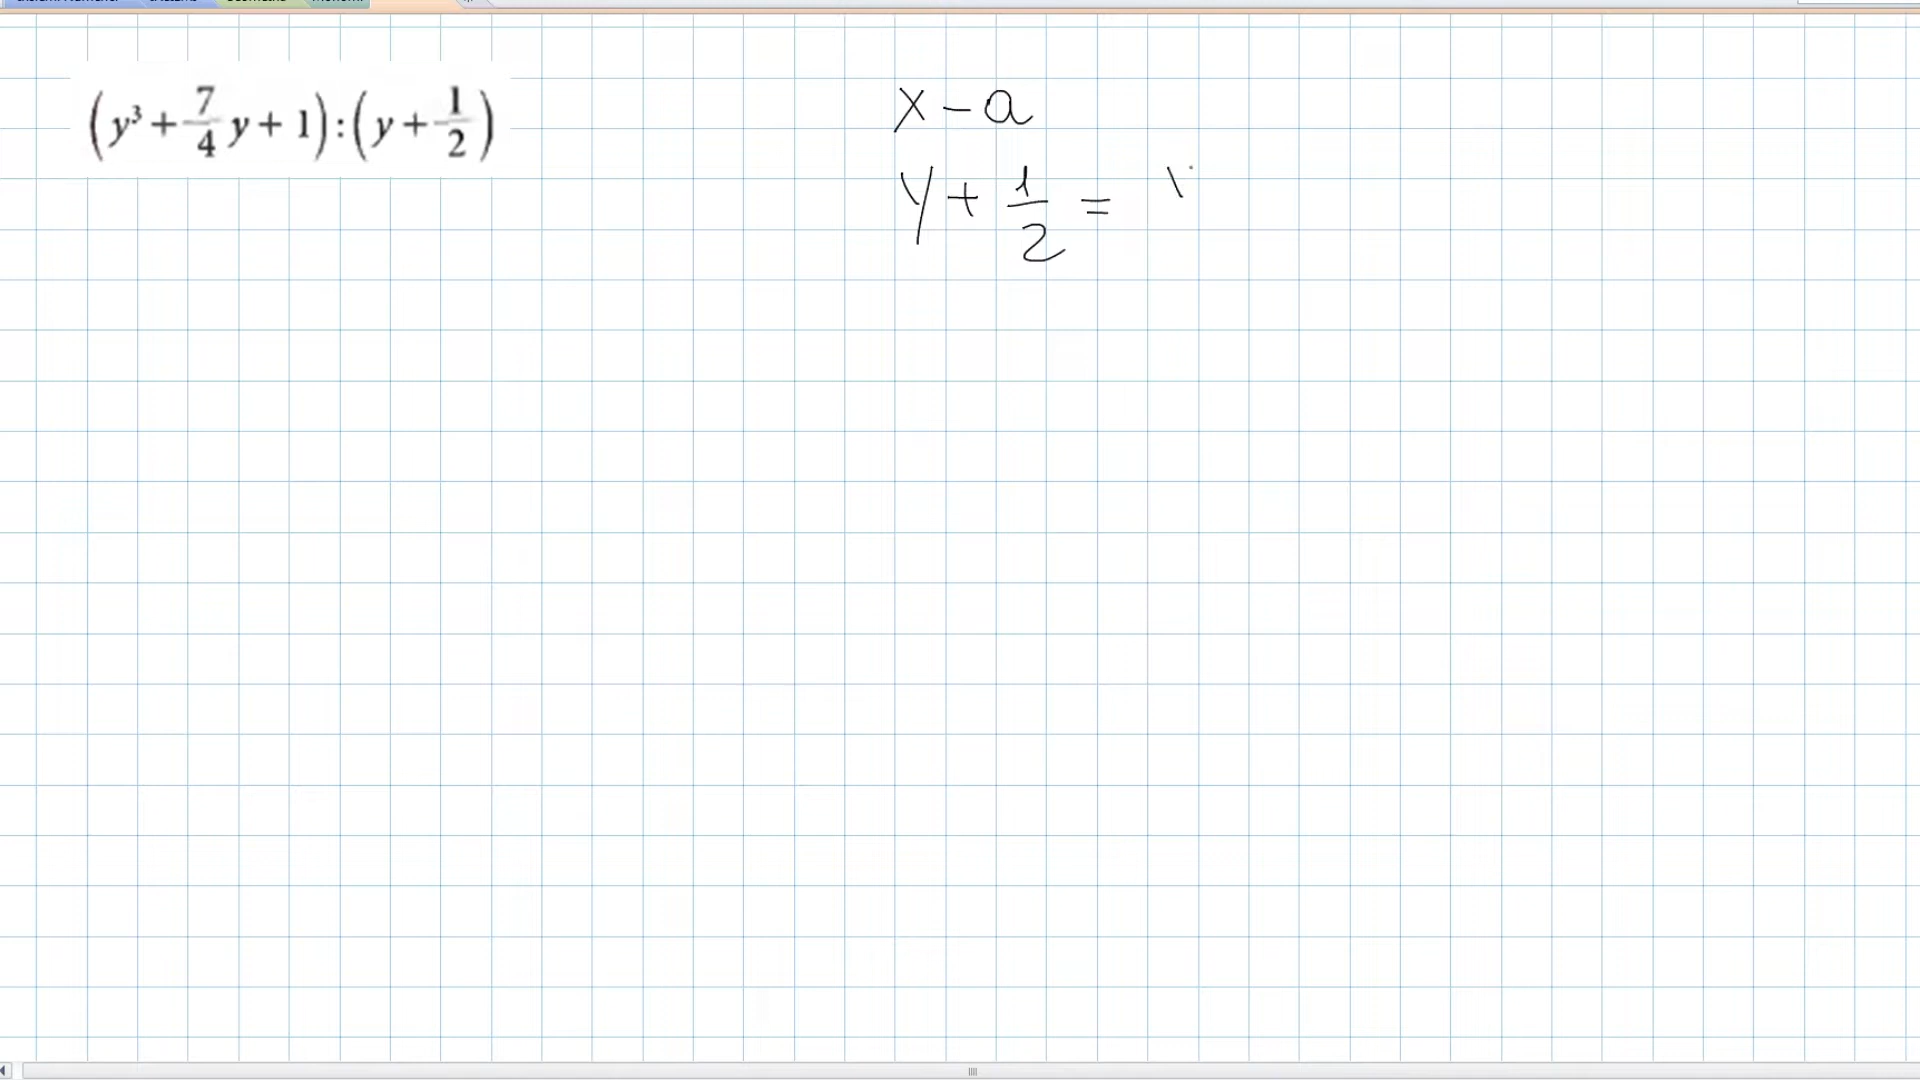 (y³ + 7/4 y + 1) : (y + 1/2)
x - a
y + 1/2 =